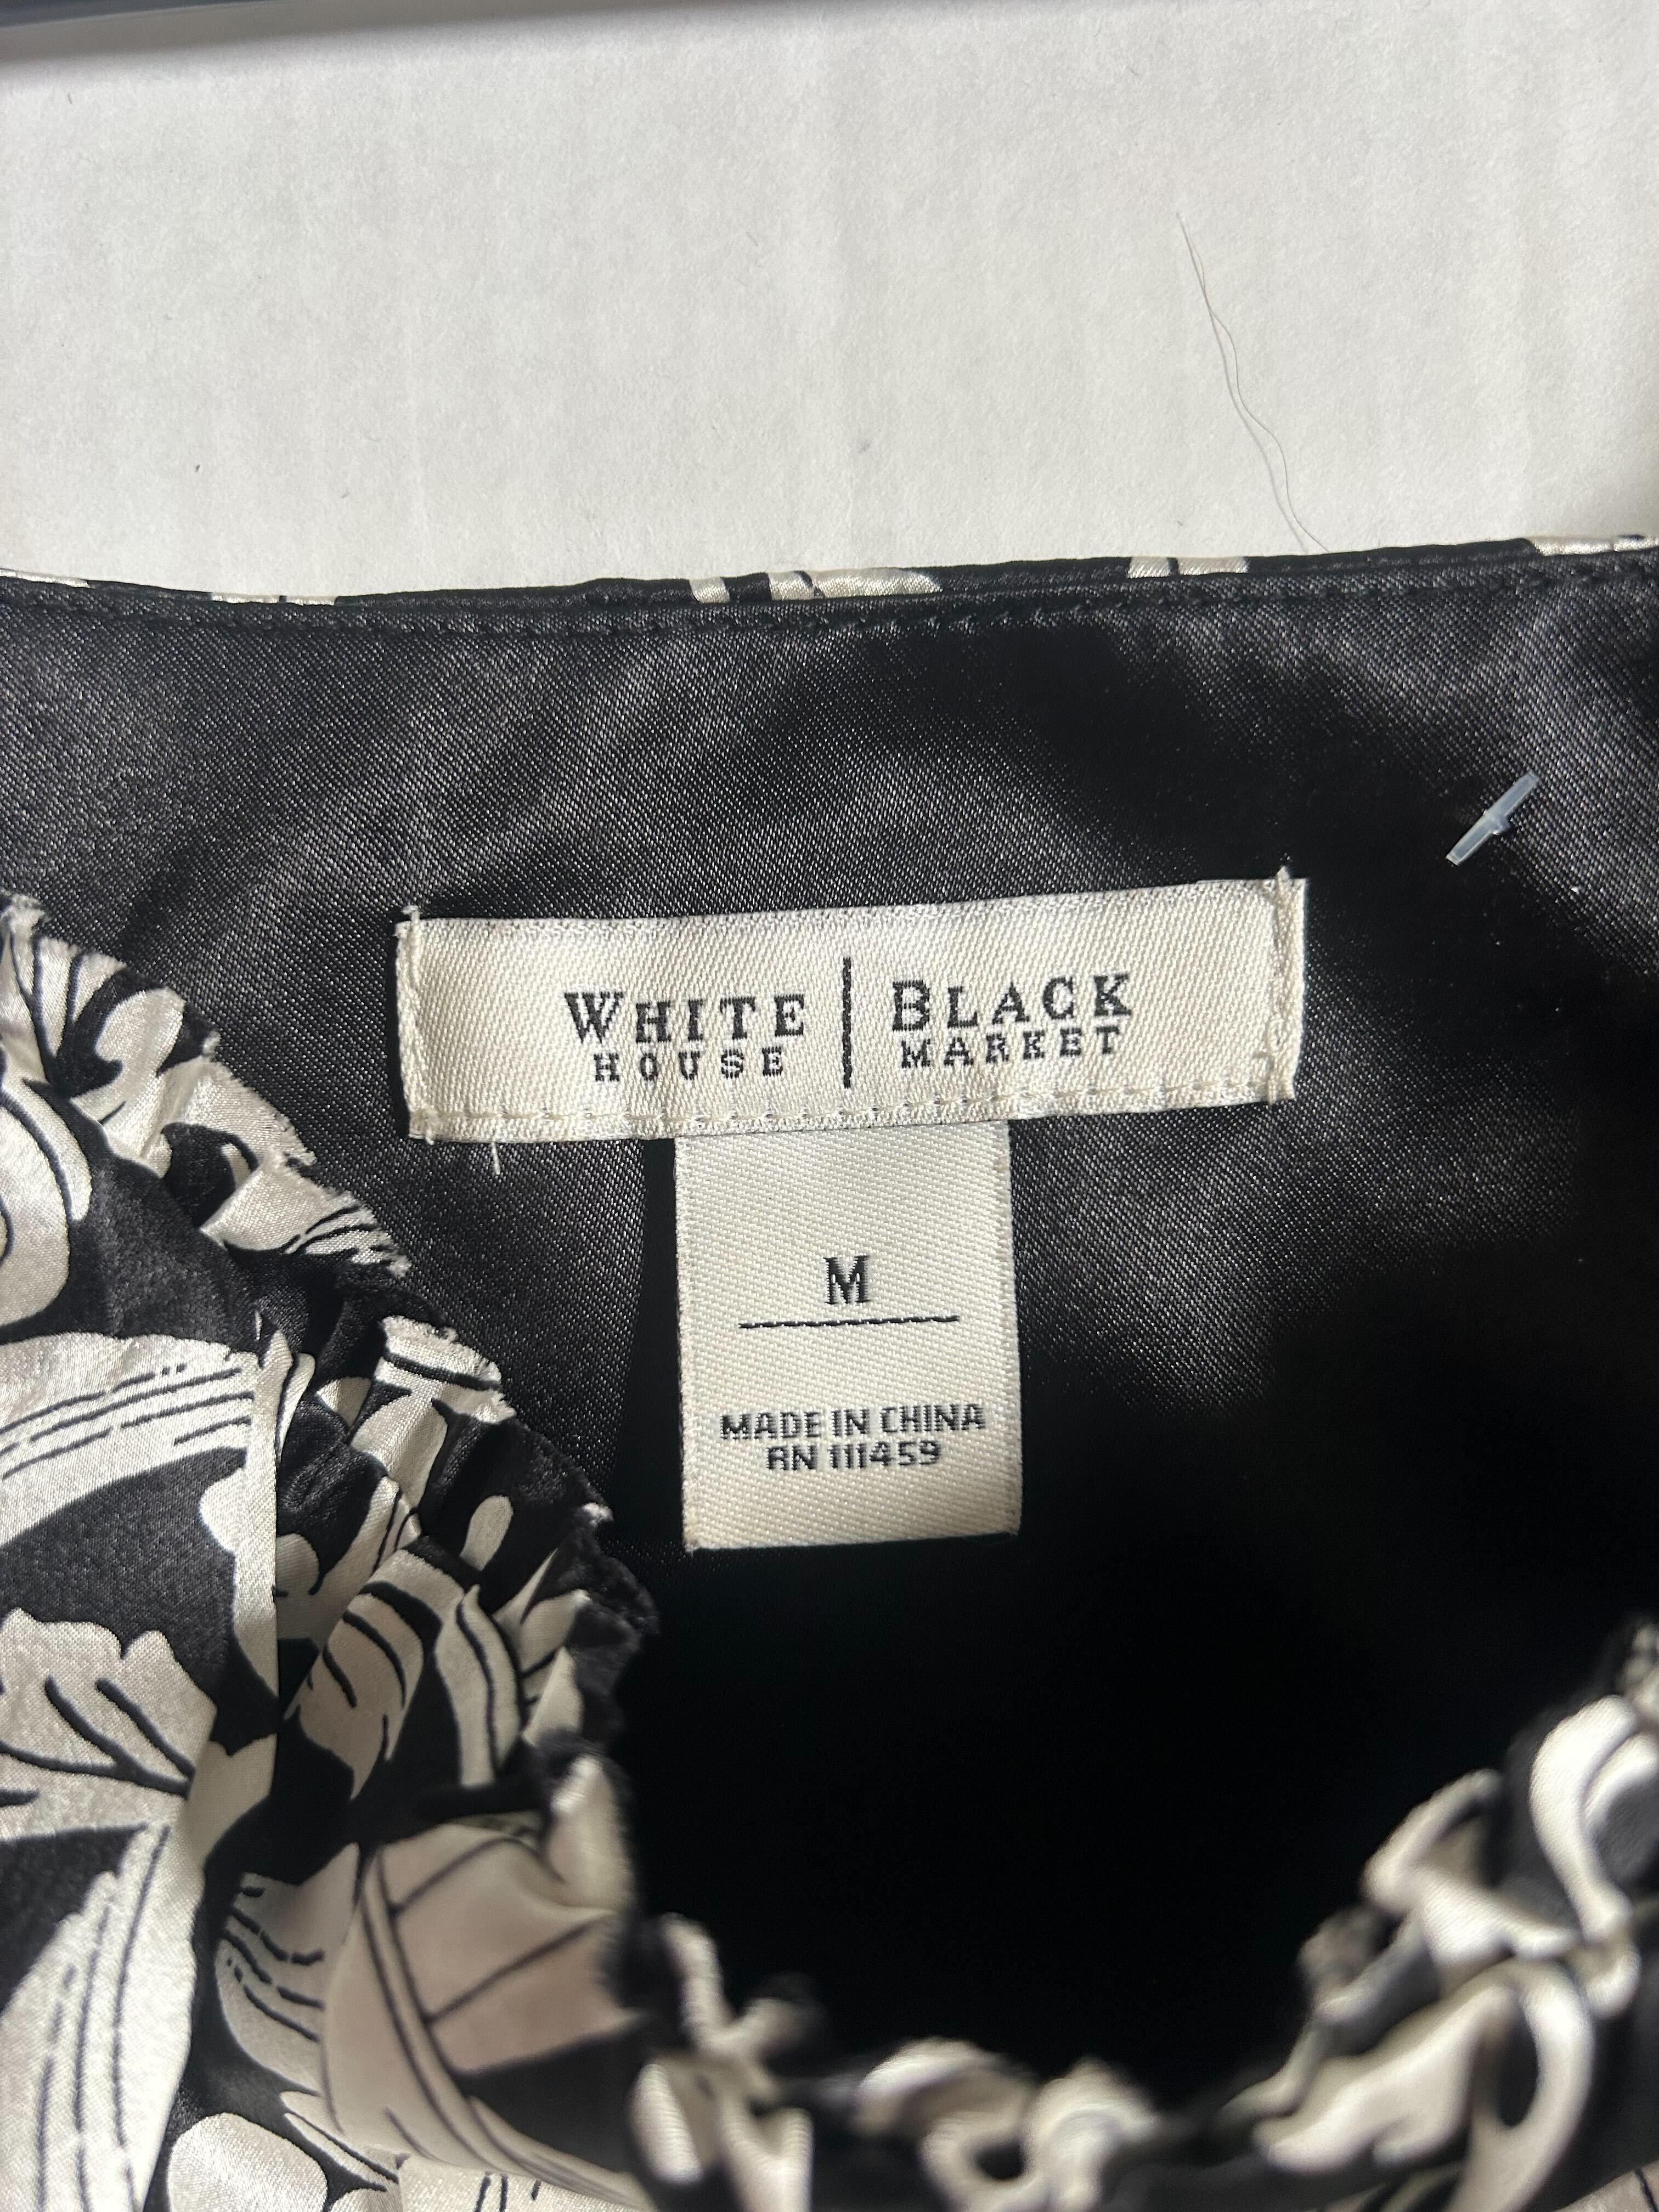 WHITE | BLACK
HOUSE | MARKET
M
MADE IN CHINA
RN 111459